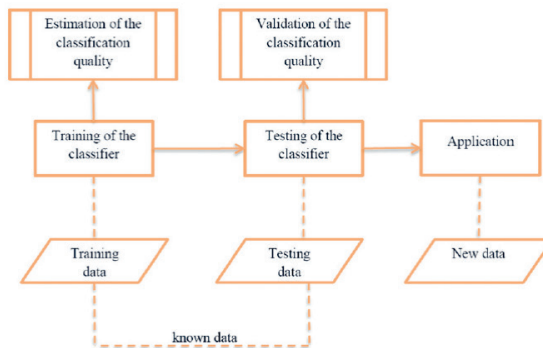 Estimation of the
classification
quality
Validation of the
classification
quality
Training of the
classifier
Testing of the
classifier
Application
Training
data
Testing
data
New data
known data